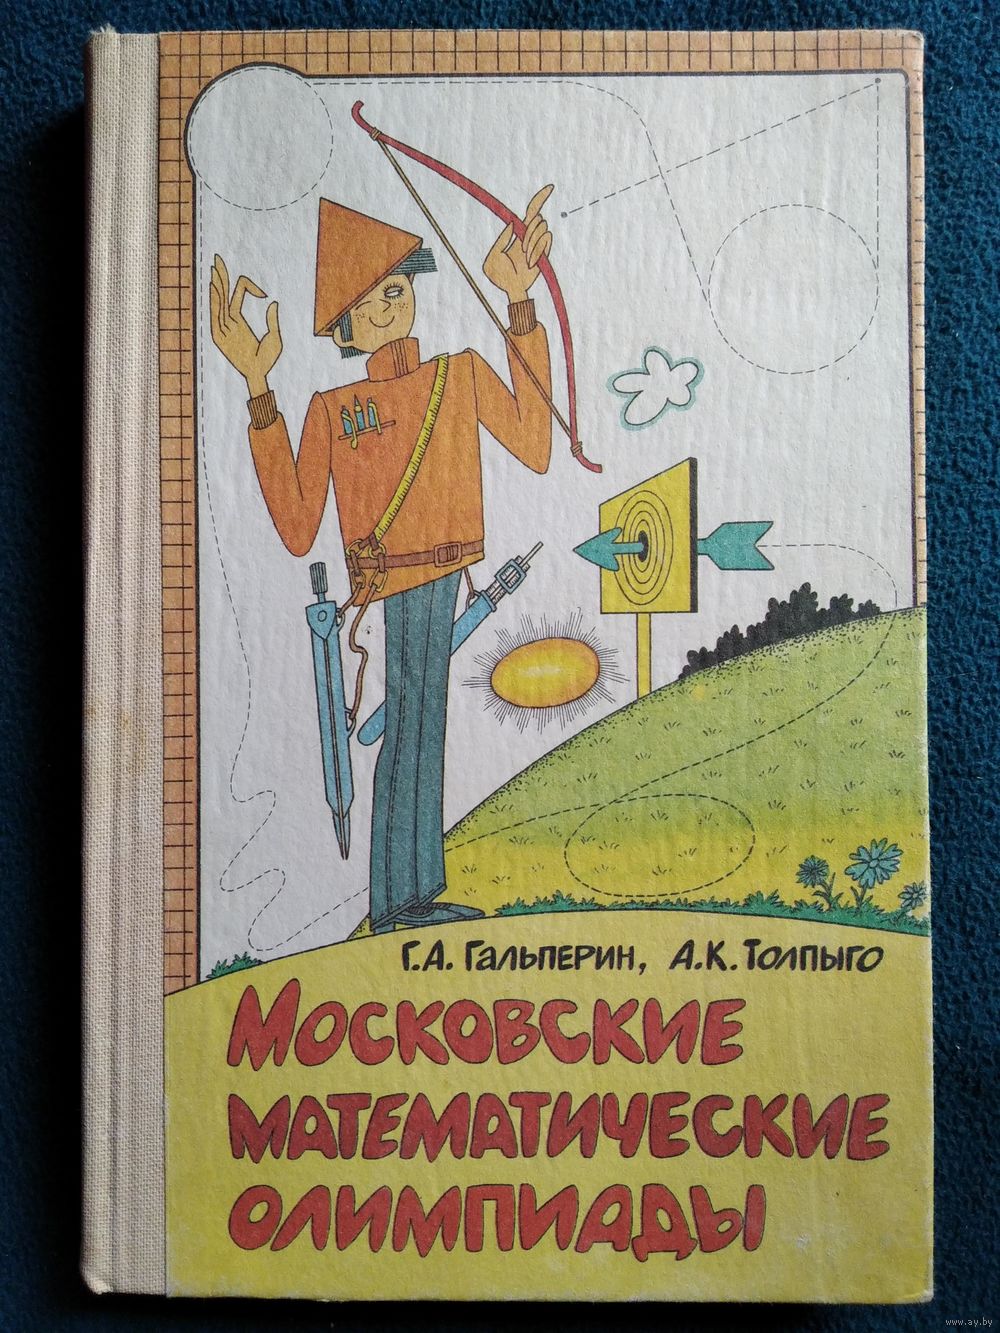 Г.А. Гальперин, А.К. Толпыго
Московские
математические
олимпиады
www.ay.by